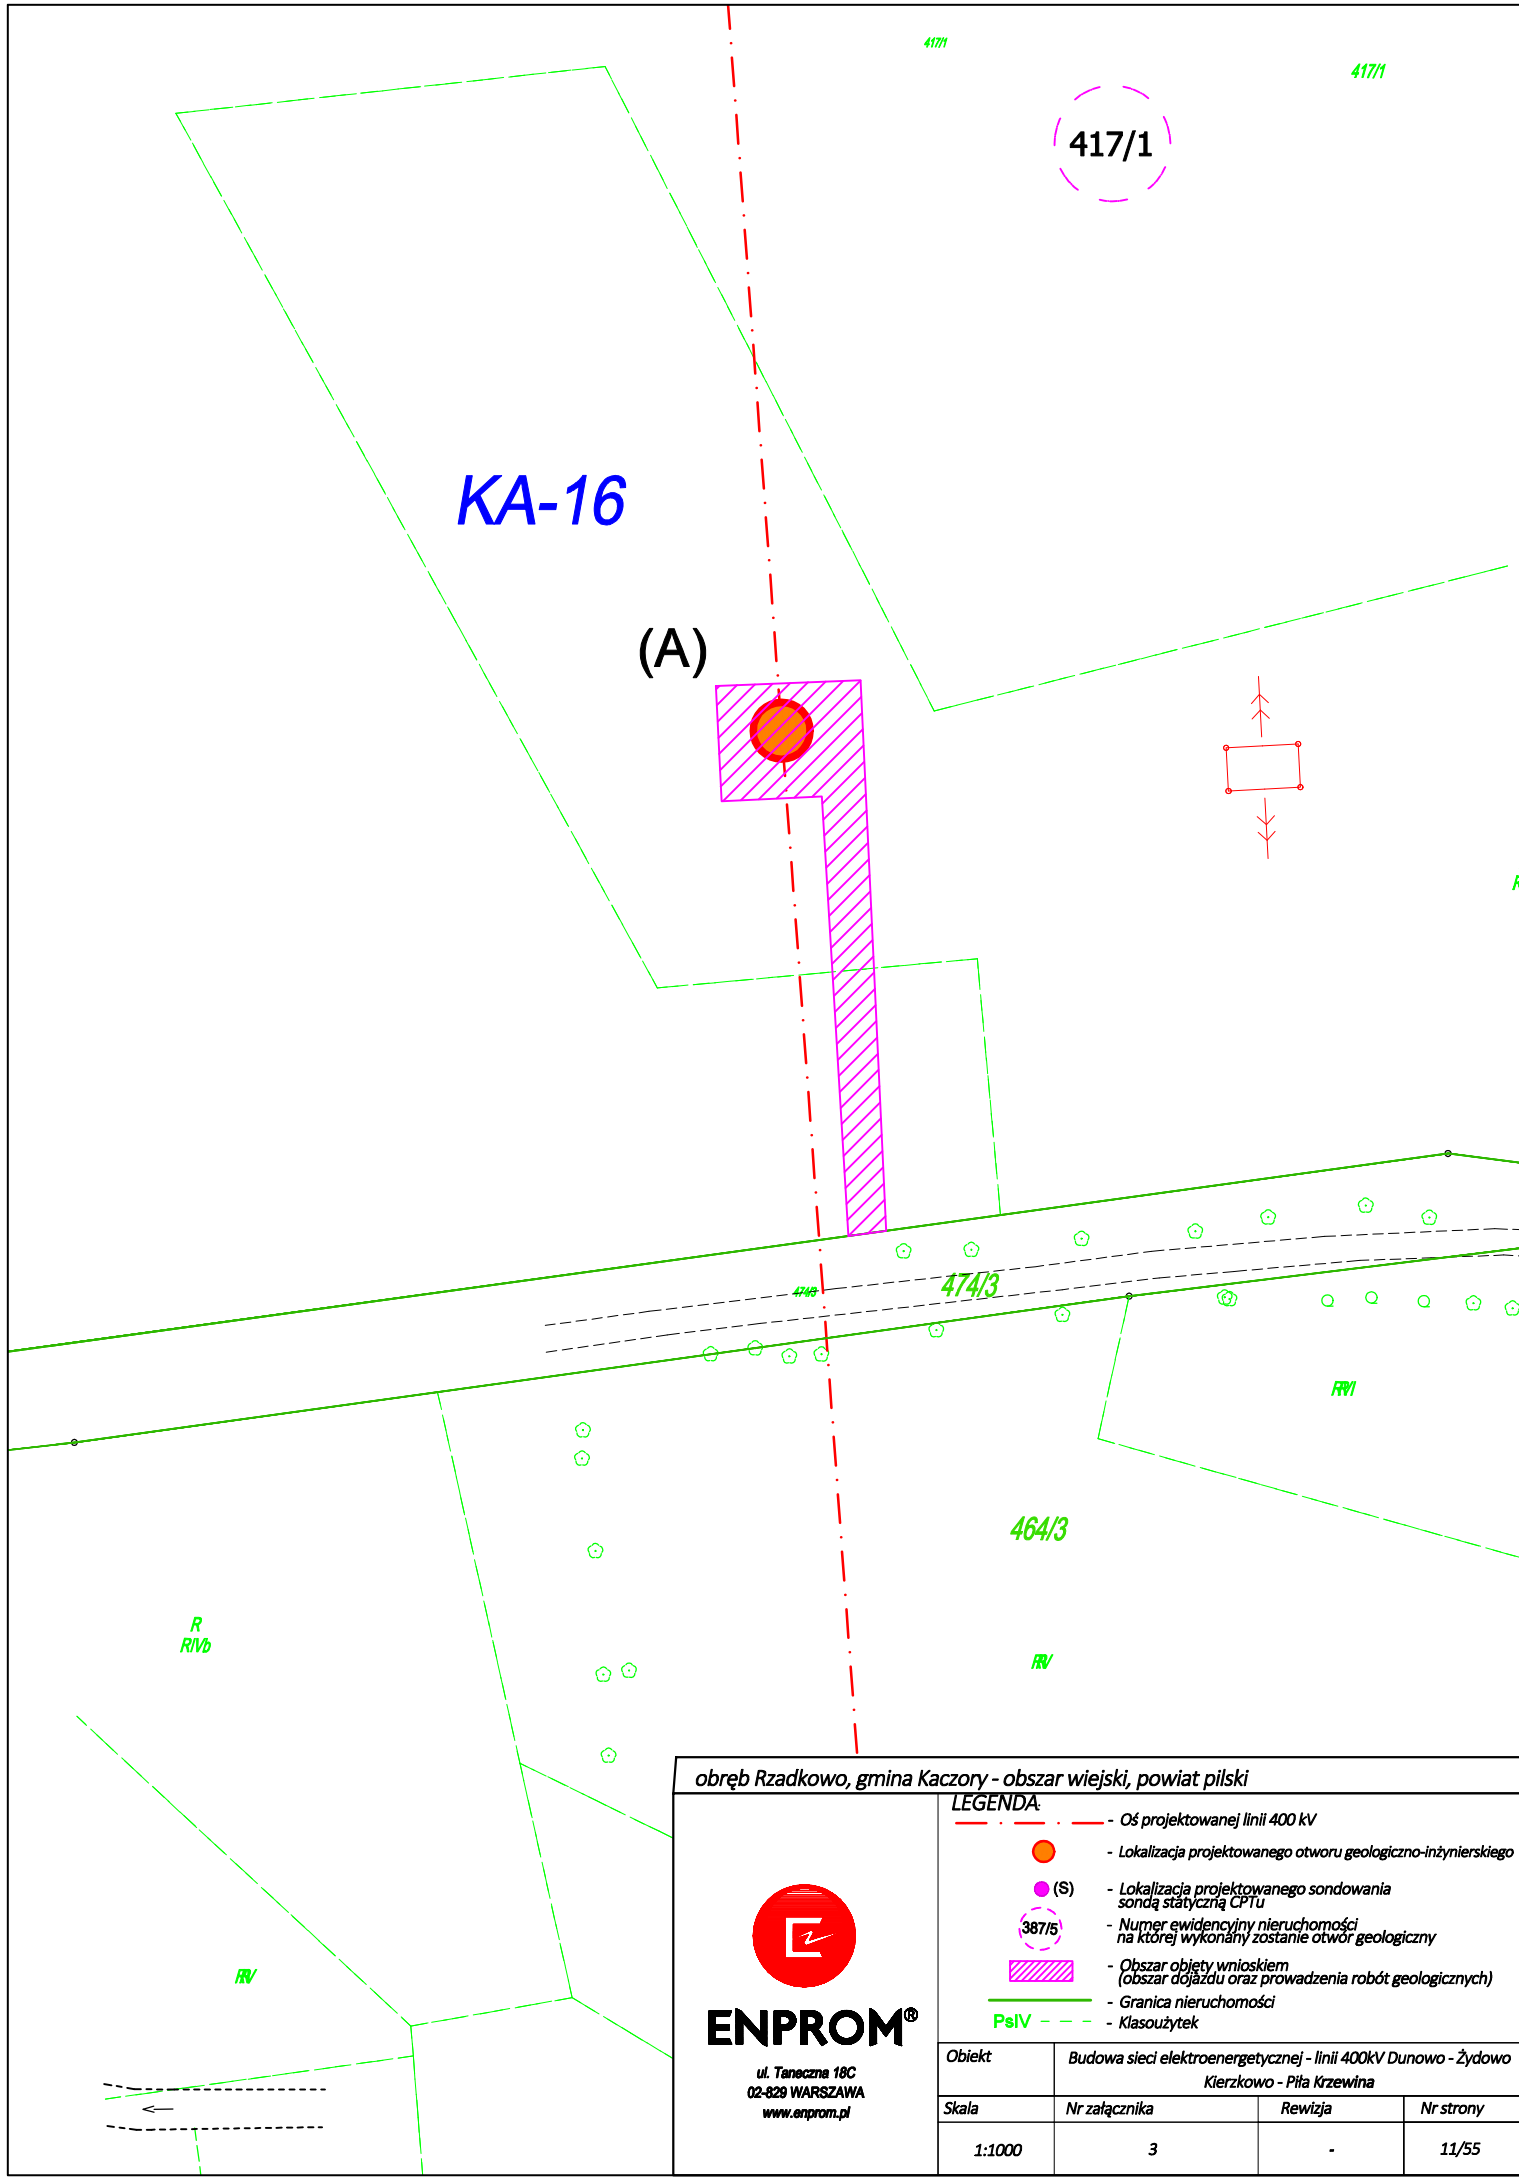 417/1
417/1
417/1
KA-16
(A)
474/3
474/3
464/3
R
RIVb
obręb Rzadkowo, gmina Kaczory - obszar wiejski, powiat pilski
LEGENDA:
- Oś projektowanej linii 400 kV
- Lokalizacja projektowanego otworu geologiczno-inżynierskiego
(S) - Lokalizacja projektowanego sondowania
sondą statyczną CPTu
387/5 - Numer ewidencyjny nieruchomości
na której wykonany zostanie otwór geologiczny
- Obszar objęty wnioskiem
(obszar dojazdu oraz prowadzenia robót geologicznych)
- Granica nieruchomości
PsIV - Klasoużytek
ENPROM®
ul. Taneczna 18C
02-829 WARSZAWA
www.enprom.pl
Obiekt
Budowa sieci elektroenergetycznej - linii 400kV Dunowo - Żydowo
Kierzkowo - Piła Krzewina
Skala Nr załącznika Rewizja Nr strony
1:1000 3 - 11/55